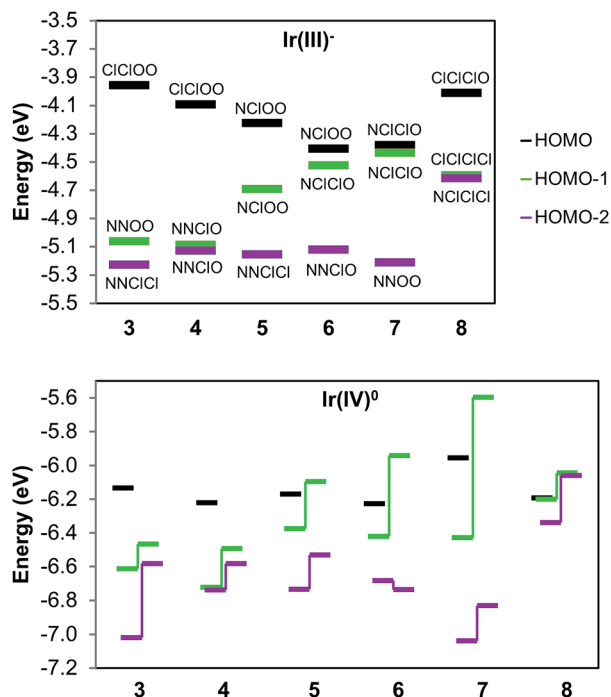 Ir(III)-
Energy (eV)
-3.5
-3.7
-3.9
-4.1
-4.3
-4.5
-4.7
-4.9
-5.1
-5.3
-5.5
ClClOO
ClClOO
NClOO
NClOO
NClClO
ClClClO
NNOO
NNClO
NClOO
NClClO
NClClO
ClClClCl
NClClCl
NNClCl
NNClO
NNClCl
NNClO
NNOO
3 4 5 6 7 8
HOMO
HOMO-1
HOMO-2
Ir(IV)0
Energy (eV)
-5.6
-5.8
-6.0
-6.2
-6.4
-6.6
-6.8
-7.0
-7.2
3 4 5 6 7 8